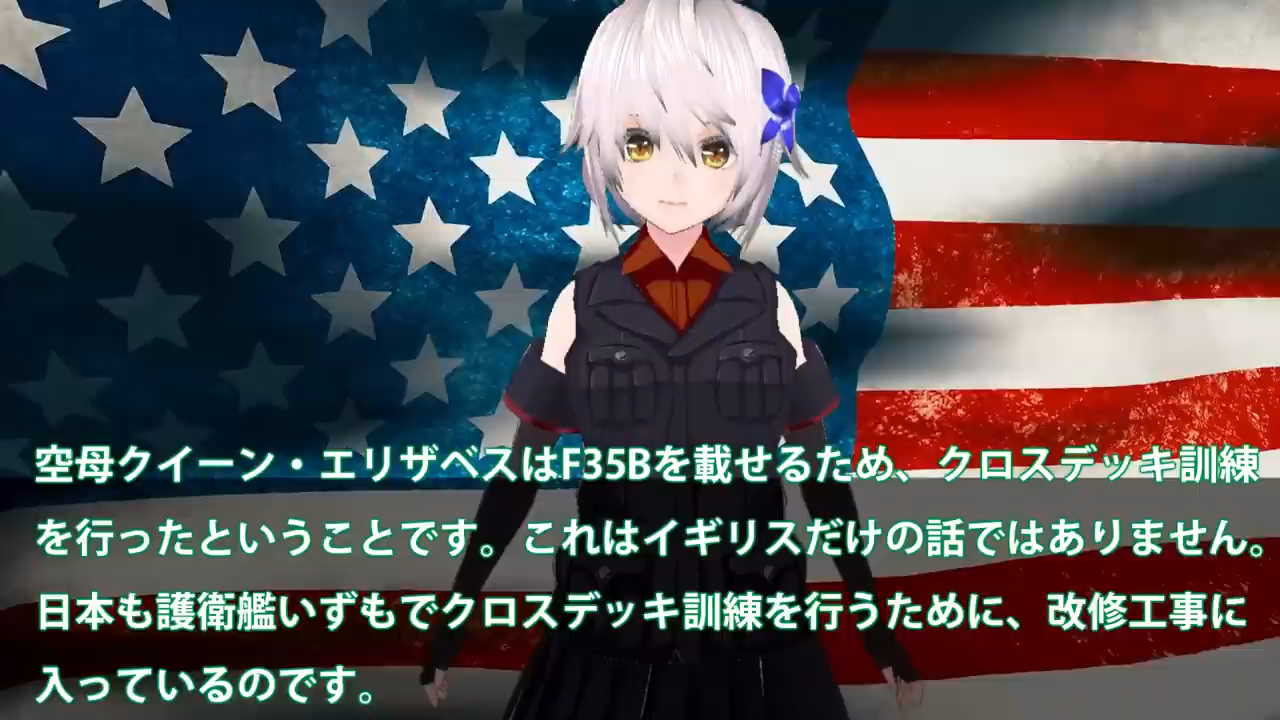 空母クイーン・エリザベスはF35Bを載せるため、クロスデッキ訓練
を行ったということです。これはイギリスだけの話ではありません。
日本も護衛艦いずもでクロスデッキ訓練を行うために、改修工事に
入っているのです。